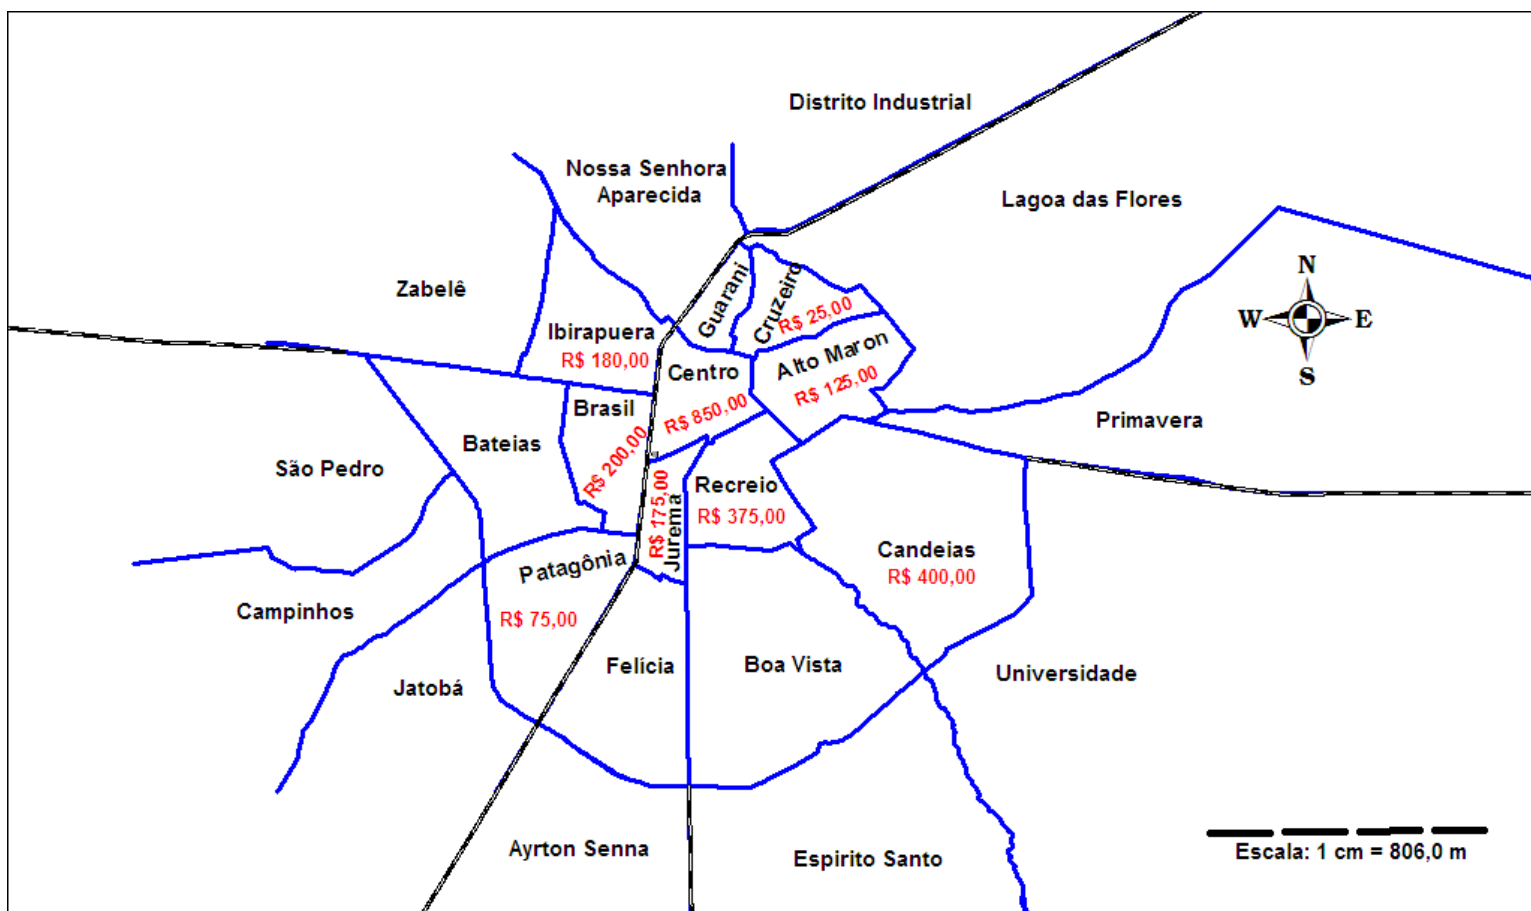 Distrito Industrial
Nossa Senhora
Aparecida
Lagoa das Flores
Zabelê
Guarani
Cruzeiro
R$ 25,00
N
W
E
S
Ibirapuera
R$ 180,00
Centro
R$ 850,00
Alto Maron
R$ 125,00
Brasil
R$ 200,00
Bateias
Primavera
São Pedro
Recreio
R$ 375,00
Jurema
R$ 175,00
Candeias
R$ 400,00
Patagônia
R$ 75,00
Campinhos
Felícia
Boa Vista
Universidade
Jatobá
Ayrton Senna
Espirito Santo
Escala: 1 cm = 806,0 m